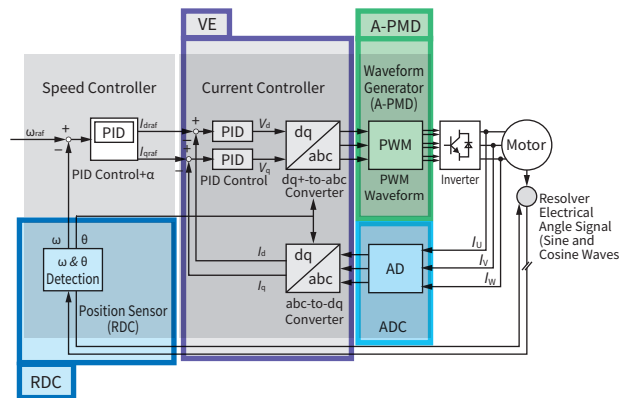 VE
A-PMD
Speed Controller
Current Controller
Waveform
Generator
(A-PMD)
ωraf
+
−
PID
PID Control+α
Idraf
Iqraf
+
−
+
−
PID
PID
PID Control
Vd
Vq
dq
abc
dq+-to-abc
Converter
PWM
PWM
Waveform
Inverter
Motor
Resolver
Electrical
Angle Signal
(Sine and
Cosine Waves
ω
θ
ω & θ
Detection
Position Sensor
(RDC)
RDC
Id
Iq
dq
abc
abc-to-dq
Converter
AD
ADC
IU
IV
IW